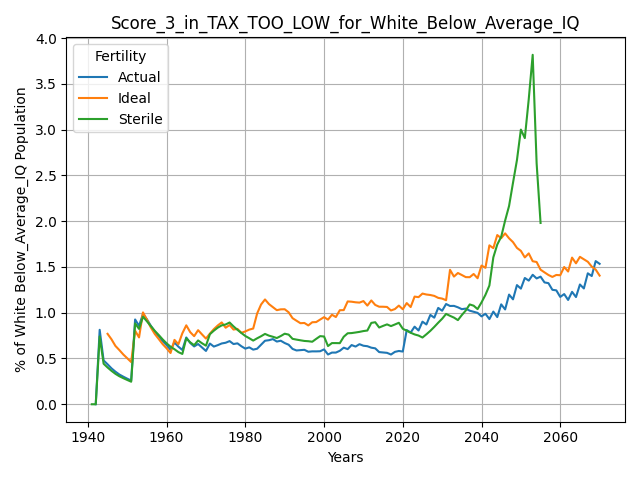 Score_3_in_TAX_TOO_LOW_for_White_Below_Average_IQ
% of White Below_Average_IQ Population
4.0
3.5
3.0
2.5
2.0
1.5
1.0
0.5
0.0
Fertility
Actual
Ideal
Sterile
1940
1960
1980
2000
2020
2040
2060
Years